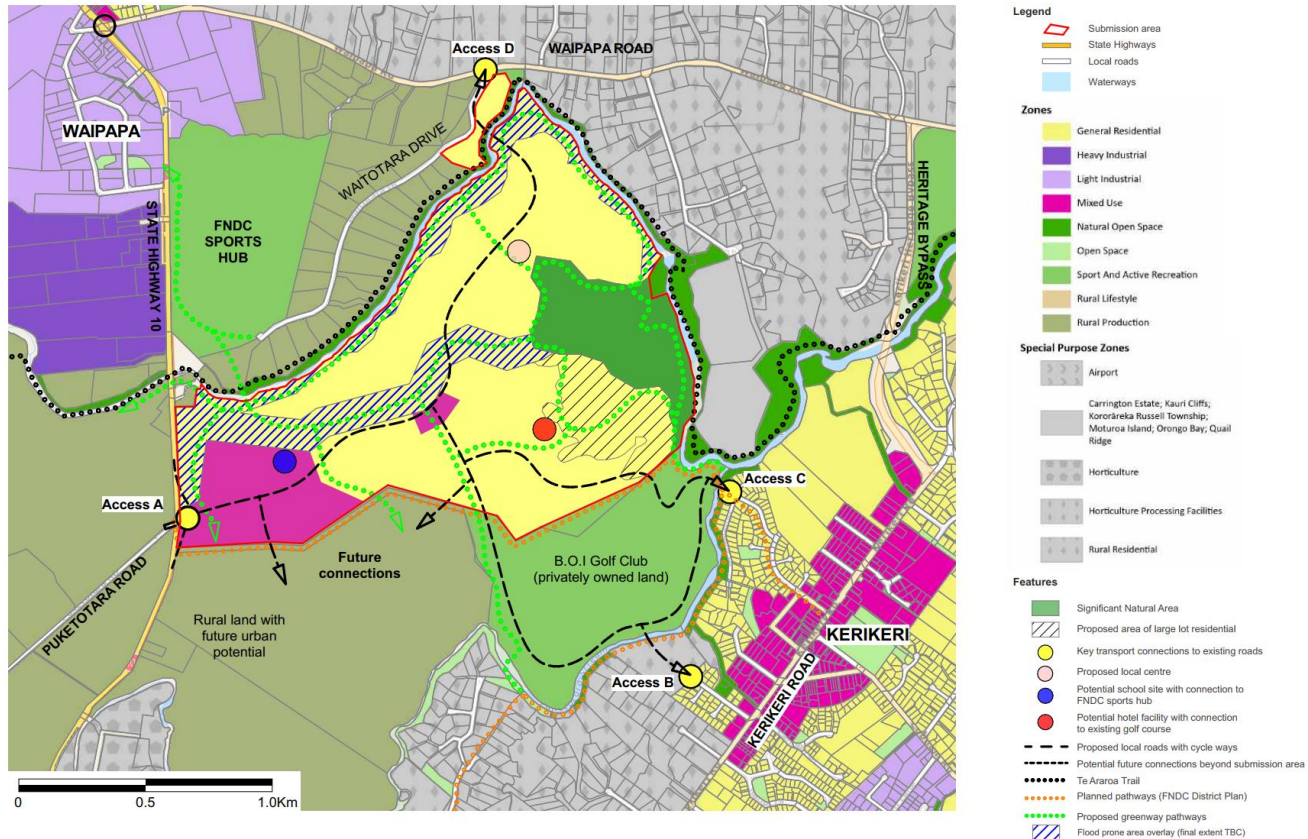 Access D
WAIPAPA ROAD
WAIPAPA
WAITOTARA DRIVE
HERITAGE BYPASS
FNDC
SPORTS
HUB
STATE HIGHWAY 10
Access A
Access C
Future
connections
B.O.I Golf Club
(privately owned land)
PUKETOTARA ROAD
Rural land with
future urban
potential
KERIKERI
Access B
KERIKERI ROAD
0
0.5
1.0Km
Legend
Submission area
State Highways
Local roads
Waterways
Zones
General Residential
Heavy Industrial
Light Industrial
Mixed Use
Natural Open Space
Open Space
Sport And Active Recreation
Rural Lifestyle
Rural Production
Special Purpose Zones
Airport
Carrington Estate; Kauri Cliffs;
Kororāreka Russell Township;
Moturoa Island; Orongo Bay; Quail
Ridge
Horticulture
Horticulture Processing Facilities
Rural Residential
Features
Significant Natural Area
Proposed area of large lot residential
Key transport connections to existing roads
Proposed local centre
Potential school site with connection to
FNDC sports hub
Potential hotel facility with connection
to existing golf course
Proposed local roads with cycle ways
Potential future connections beyond submission area
Te Araroa Trail
Planned pathways (FNDC District Plan)
Proposed greenway pathways
Flood prone area overlay (final extent TBC)